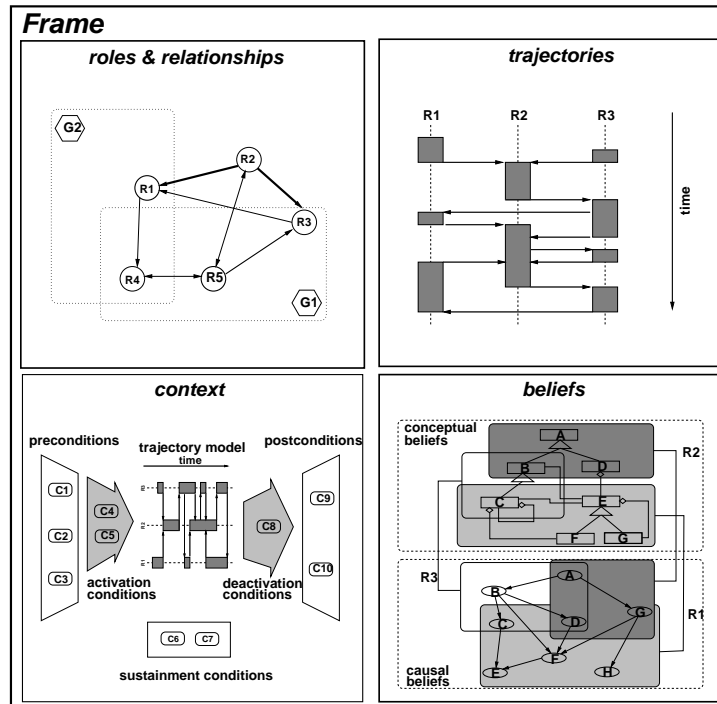 Frame
roles & relationships
G2
R2
R1
R3
R4
R5
G1
trajectories
R1 R2 R3
time
context
preconditions
postconditions
trajectory model
time
C1
C2
C3
C4
C5
C8
C9
C10
activation
conditions
deactivation
conditions
C6 C7
sustainment conditions
beliefs
conceptual
beliefs
A
B
D
C
E
F
G
R2
R3
R1
A
B
C
D
G
F
E
H
causal
beliefs